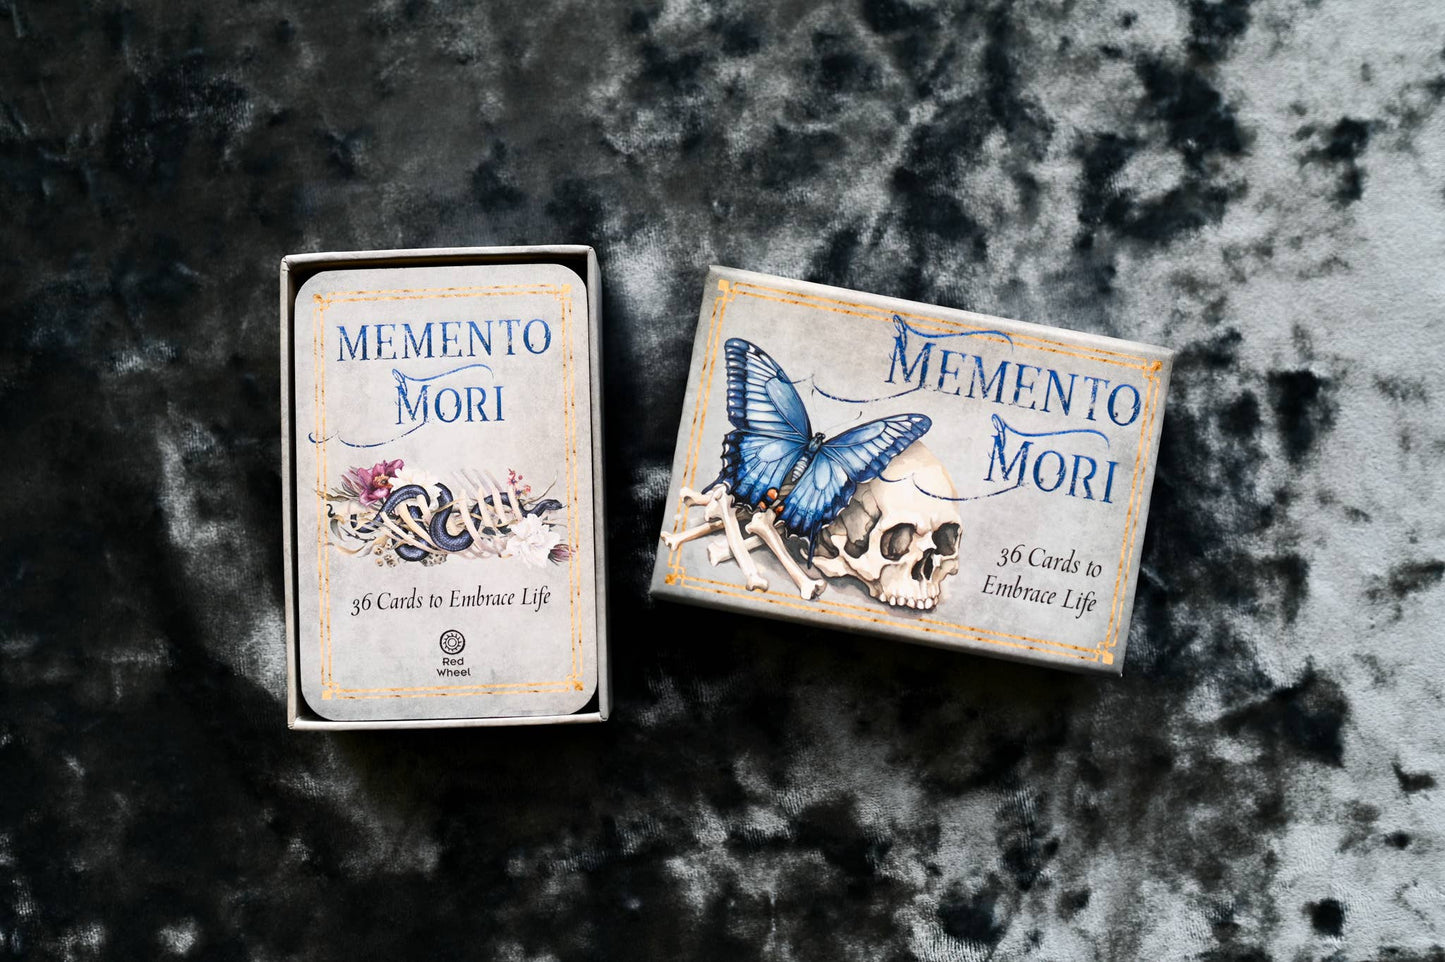 MEMENTO
MORI
36 Cards to Embrace Life
Red
Wheel
MEMENTO
MORI
36 Cards to
Embrace Life